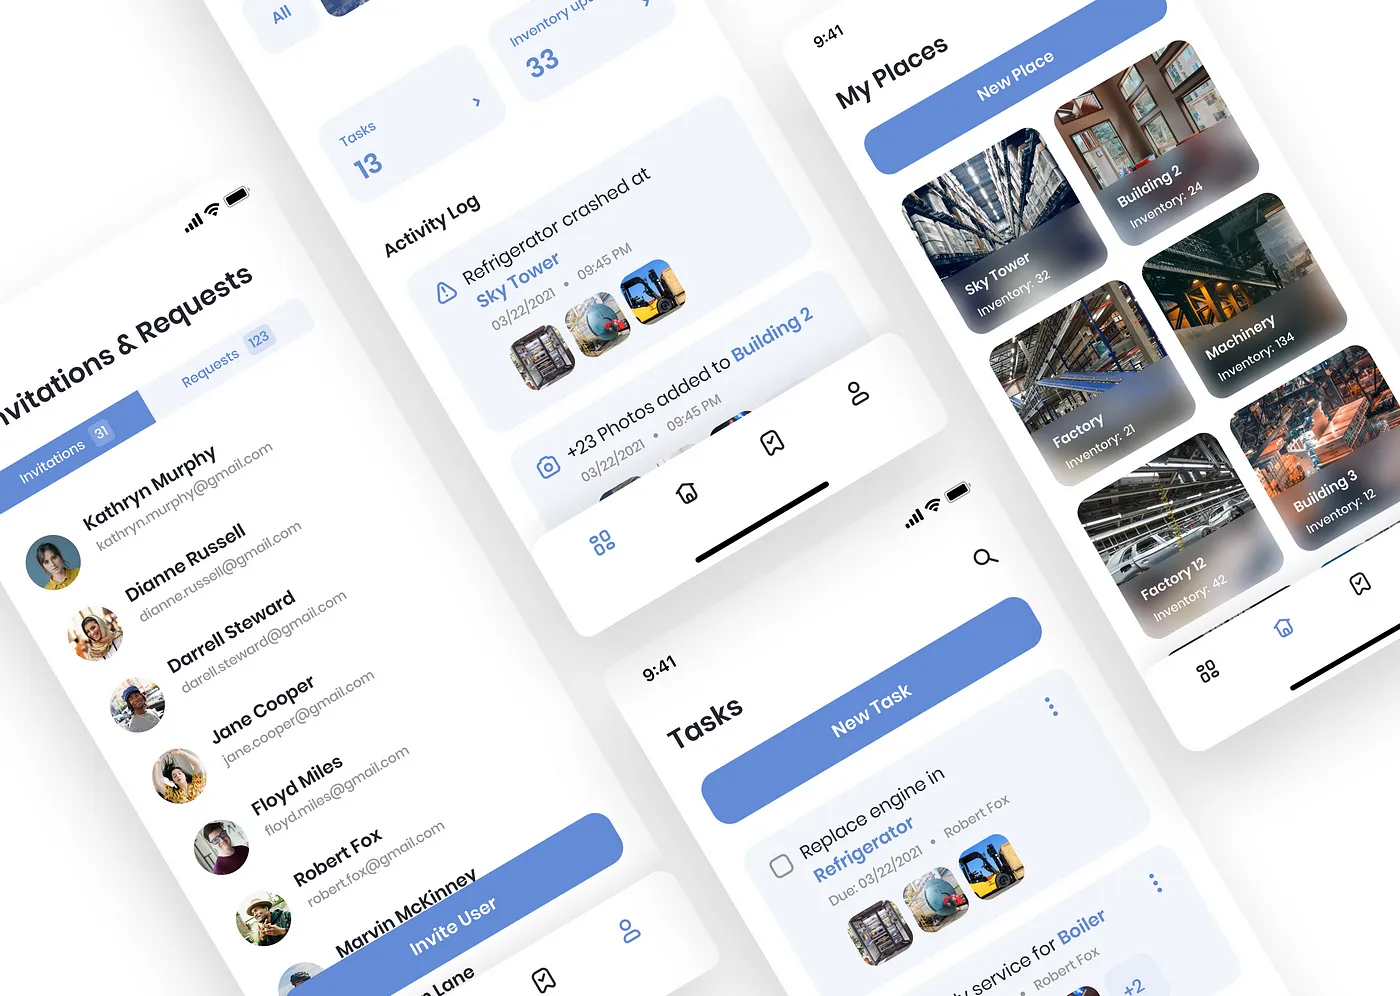 nvitations & Requests
Invitations 31
Requests 123
Kathryn Murphy
kathryn.murphy@gmail.com
Dianne Russell
dianne.russell@gmail.com
Darrell Steward
darell.steward@gmail.com
Jane Cooper
jane.cooper@gmail.com
Floyd Miles
floyd.miles@gmail.com
Robert Fox
robert.fox@gmail.com
Marvin McKinney
Invite User
Lane
All
Tasks
13
Inventory up
33
Activity Log
Refrigerator crashed at
Sky Tower
03/22/2021 • 09:45 PM
+23 Photos added to Building 2
03/22/2021 • 09:45 PM
9:41
Tasks
New Task
Replace engine in
Refrigerator
Due: 03/22/2021 • Robert Fox
service for Boiler
• Robert Fox
+2
9:41
My Places
New Place
Sky Tower
Inventory: 32
Building 2
Inventory: 24
Factory
Inventory: 21
Machinery
Inventory: 134
Factory 12
Inventory: 42
Building 3
Inventory: 12